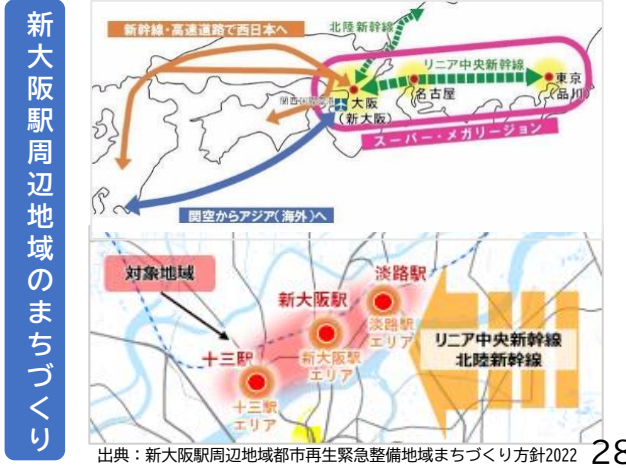 新大阪駅周辺地域のまちづくり
新幹線・高速道路で西日本へ
北陸新幹線
リニア中央新幹線
東京
(品川)
名古屋
大阪
(新大阪)
関西国際空港
スーパー・メガリージョン
関空からアジア(海外)へ
対象地域
淡路駅
新大阪駅
淡路駅
エリア
リニア中央新幹線
北陸新幹線
十三駅
新大阪駅
エリア
十三駅
エリア
出典：新大阪駅周辺地域都市再生緊急整備地域まちづくり方針2022
28